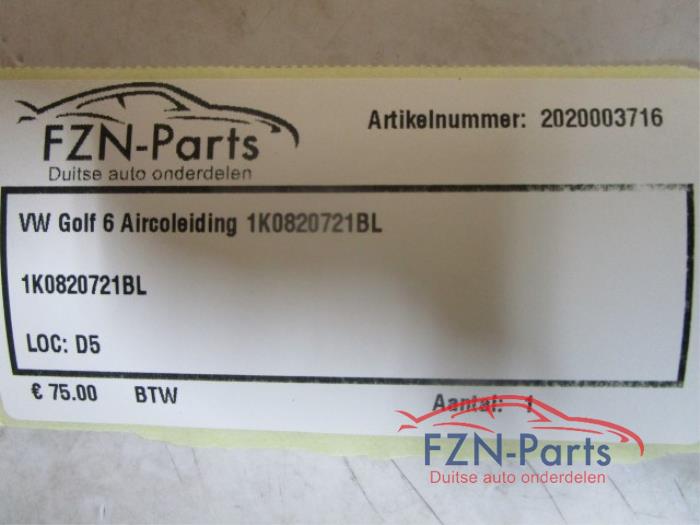 FZN-Parts
Duitse auto onderdelen
Artikelnummer: 2020003716
VW Golf 6 Aircoleiding 1K0820721BL
1K0820721BL
LOC: D5
€ 75.00 BTW Aantal: 1
FZN-Parts
Duitse auto onderdelen